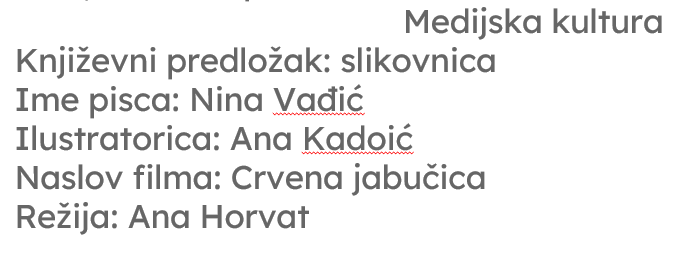 Medijska kultura
Književni predložak: slikovnica
Ime pisca: Nina Vađić
Ilustratorica: Ana Kadoić
Naslov filma: Crvena jabučica
Režija: Ana Horvat